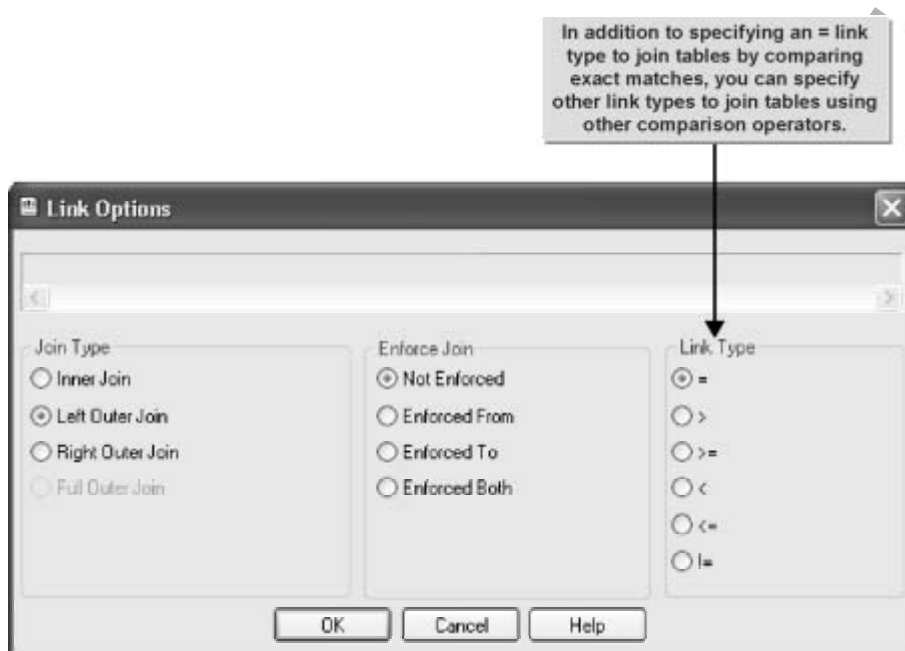 In addition to specifying an = link
type to join tables by comparing
exact matches, you can specify
other link types to join tables using
other comparison operators.
Link Options
Join Type
Inner Join
Left Outer Join
Right Outer Join
Full Outer Join
Enforce Join
Not Enforced
Enforced From
Enforced To
Enforced Both
Link Type
=
>
>=
<
<=
!=
OK
Cancel
Help